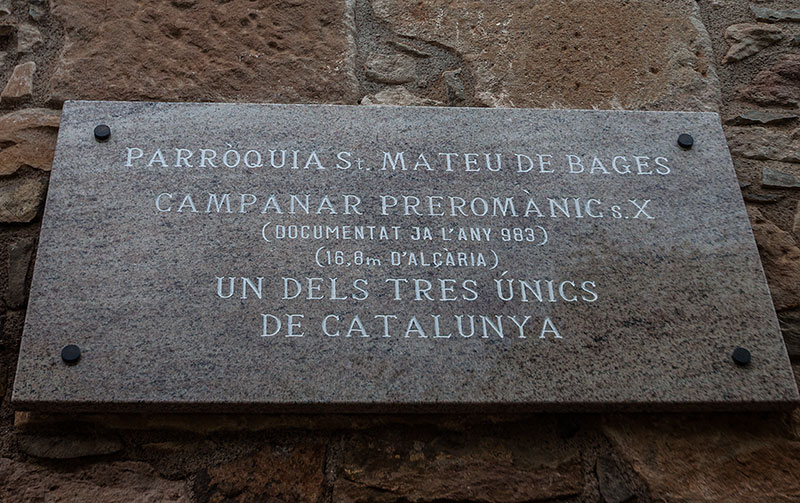 PARRÒQUIA St. MATEU DE BAGES
CAMPANAR PREROMÀNIC s.X
(DOCUMENTAT JA L'ANY 983)
(16,8m D'ALÇÀRIA)
UN DELS TRES ÚNICS
DE CATALUNYA